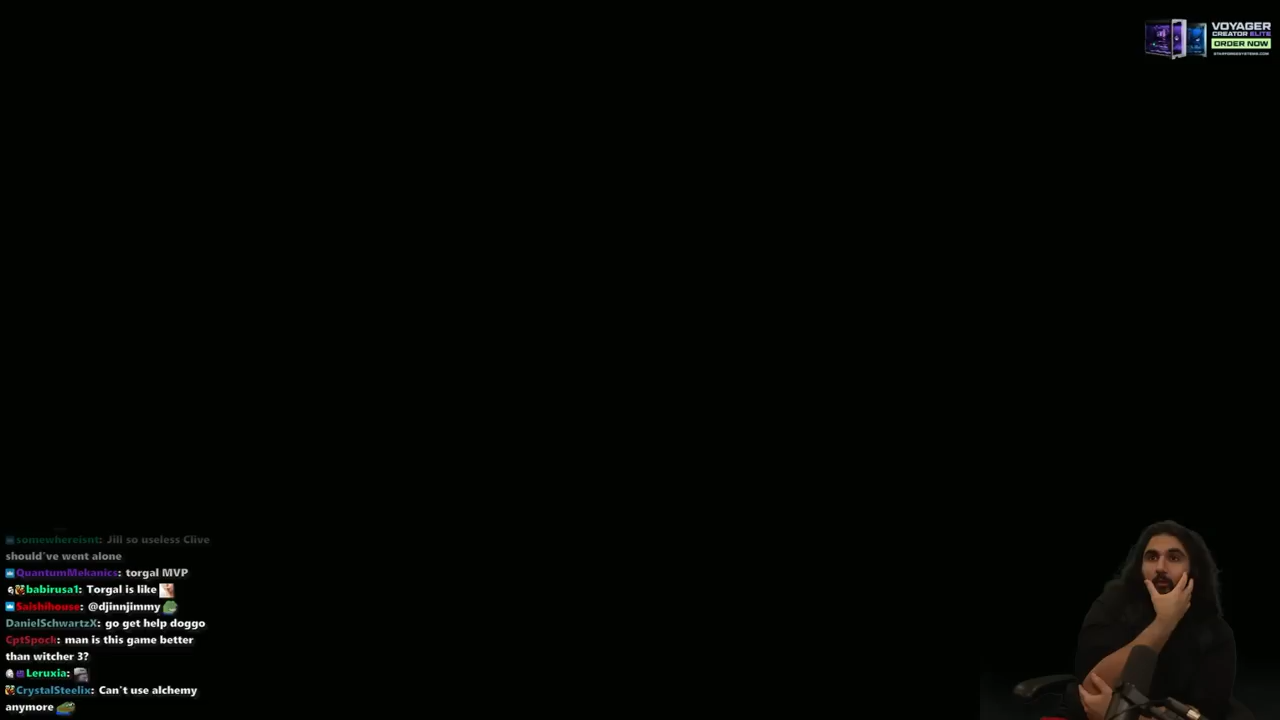 VOYAGER
CREATOR ELITE
ORDER NOW
STARFORGESYSTEMS.COM
somewhereisnt: Jill so useless Clive
should've went alone
QuantumMekanics: torgal MVP
babirusa1: Torgal is like
Saishihouse: @djinnjimmy
DanielSchwartzX: go get help doggo
CptSpock: man is this game better
than witcher 3?
Leruxia:
CrystalSteelix: Can't use alchemy
anymore